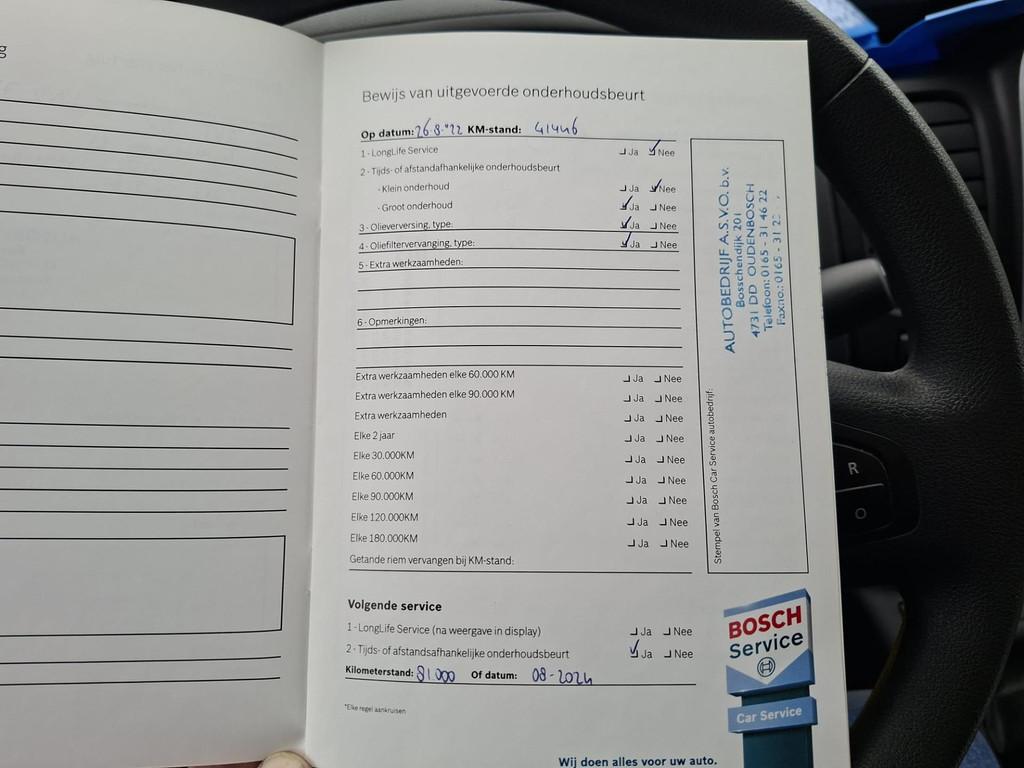 g
Bewijs van uitgevoerde onderhoudsbeurt
Op datum: 26-8-'22 KM-stand: 41446
1 - LongLife Service Ja Nee
2 - Tijds- of afstandafhankelijke onderhoudsbeurt
- Klein onderhoud Ja Nee
- Groot onderhoud Ja Nee
3 - Olieverversing, type: Ja Nee
4 - Oliefiltervervanging, type: Ja Nee
5 - Extra werkzaamheden:
6 - Opmerkingen:
Extra werkzaamheden elke 60.000 KM Ja Nee
Extra werkzaamheden elke 90.000 KM Ja Nee
Extra werkzaamheden Ja Nee
Elke 2 jaar Ja Nee
Elke 30.000KM Ja Nee
Elke 60.000KM Ja Nee
Elke 90.000KM Ja Nee
Elke 120.000KM Ja Nee
Elke 180.000KM Ja Nee
Getande riem vervangen bij KM-stand:
Stempel van Bosch Car Service autobedrijf:
AUTOBEDRIJF A.S.V.O. b.v.
Bosschendijk 201
4731 DD OUDENBOSCH
Telefoon: 0165 - 31 46 22
Faxno.: 0165 - 31
Volgende service
1 - LongLife Service (na weergave in display) Ja Nee
2 - Tijds- of afstandsafhankelijke onderhoudsbeurt Ja Nee
Kilometerstand: 81000 Of datum: 08-2024
*Elke regel aankruisen
BOSCH
Service
Car Service
Wij doen alles voor uw auto.
R
O